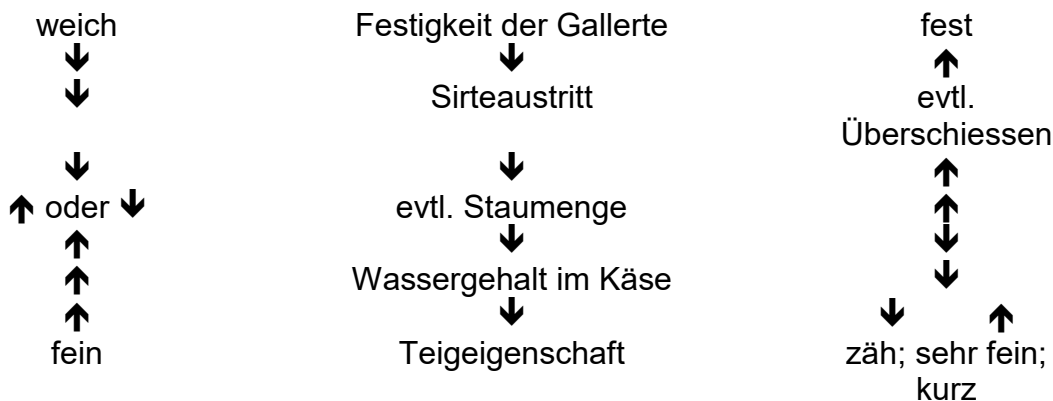 weich Festigkeit der Gallerte fest
🡫 🡫 🡩
🡫 Sirteaustritt evtl.
Überschiessen
🡫 🡫 🡩
🡩 oder 🡫 evtl. Staumenge 🡩
🡩 🡫 🡫
🡩 Wassergehalt im Käse 🡫
🡩 🡫 🡫 🡩
fein Teigeigenschaft zäh; sehr fein;
kurz